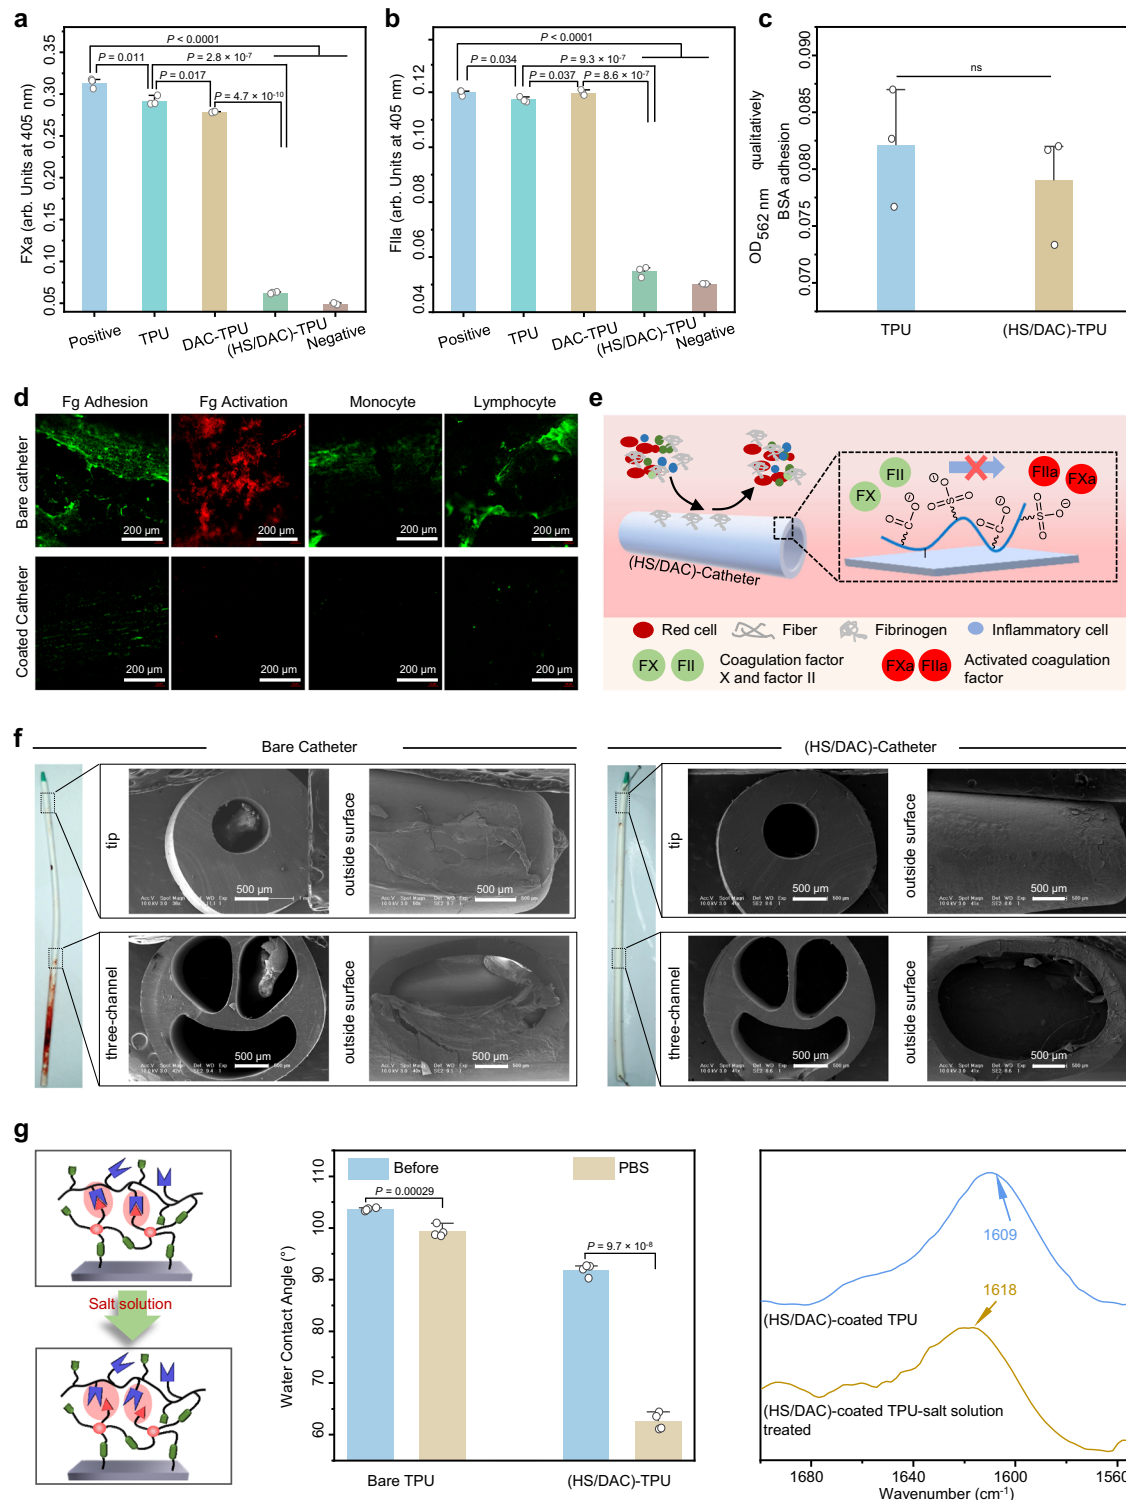 a
FXa (arb. Units at 405 nm)
0.35
0.30
0.25
0.20
0.15
0.10
0.05
P < 0.0001
P = 0.011
P = 2.8 × 10-7
P = 0.017
P = 4.7 × 10-10
Positive
TPU
DAC-TPU
(HS/DAC)-TPU
Negative
b
FIIa (arb. Units at 405 nm)
0.12
0.10
0.08
0.06
0.04
P < 0.0001
P = 0.034
P = 9.3 × 10-7
P = 0.037
P = 8.6 × 10-7
Positive
TPU
DAC-TPU
(HS/DAC)-TPU
Negative
c
OD562 nm qualitatively
BSA adhesion
0.090
0.085
0.080
0.075
0.070
ns
TPU
(HS/DAC)-TPU
d
Fg Adhesion
Fg Activation
Monocyte
Lymphocyte
Bare catheter
200 µm
200 µm
200 µm
200 µm
Coated Catheter
200 µm
200 µm
200 µm
200 µm
e
FX
FII
FIIa
FXa
(HS/DAC)-Catheter
Red cell
Fiber
Fibrinogen
Inflammatory cell
FX
FII
Coagulation factor
X and factor II
FXa
FIIa
Activated coagulation
factor
f
Bare Catheter
tip
500 µm
outside surface
500 µm
three-channel
500 µm
outside surface
500 µm
(HS/DAC)-Catheter
tip
500 µm
outside surface
500 µm
three-channel
500 µm
outside surface
500 µm
g
Salt solution
Water Contact Angle (°)
110
100
90
80
70
60
Before
PBS
P = 0.00029
P = 9.7 × 10-8
Bare TPU
(HS/DAC)-TPU
1609
(HS/DAC)-coated TPU
1618
(HS/DAC)-coated TPU-salt solution
treated
1680
1640
1600
1560
Wavenumber (cm-1)